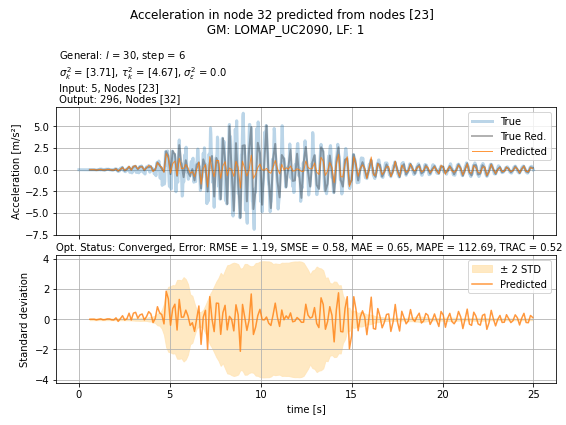 Acceleration in node 32 predicted from nodes [23]
GM: LOMAP_UC2090, LF: 1
General: l = 30, step = 6
σ²ₖ = [3.71], τ²ₖ = [4.67], σ²ε = 0.0
Input: 5, Nodes [23]
Output: 296, Nodes [32]
Acceleration [m/s²]
5.0
2.5
0.0
−2.5
−5.0
−7.5
True
True Red.
Predicted
Opt. Status: Converged, Error: RMSE = 1.19, SMSE = 0.58, MAE = 0.65, MAPE = 112.69, TRAC = 0.52
Standard deviation
4
2
0
−2
−4
± 2 STD
Predicted
0
5
10
15
20
25
time [s]